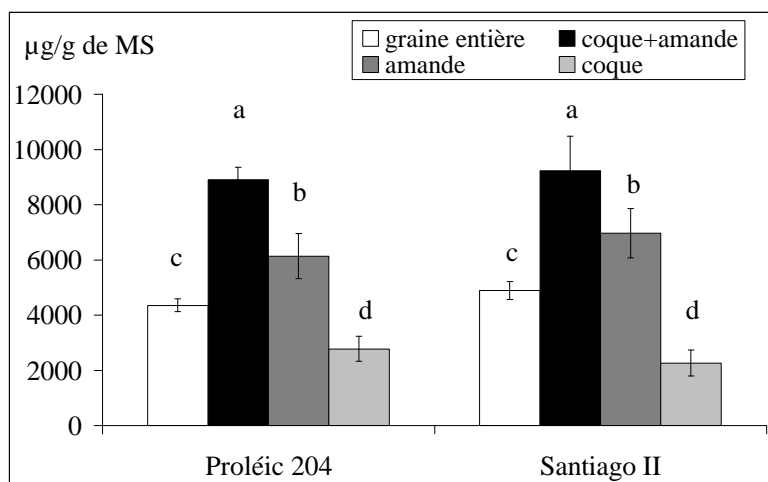 µg/g de MS
graine entière coque+amande
amande coque
12000
10000
8000
6000
4000
2000
0
a
b
c
d
a
b
c
d
Proléic 204 Santiago II